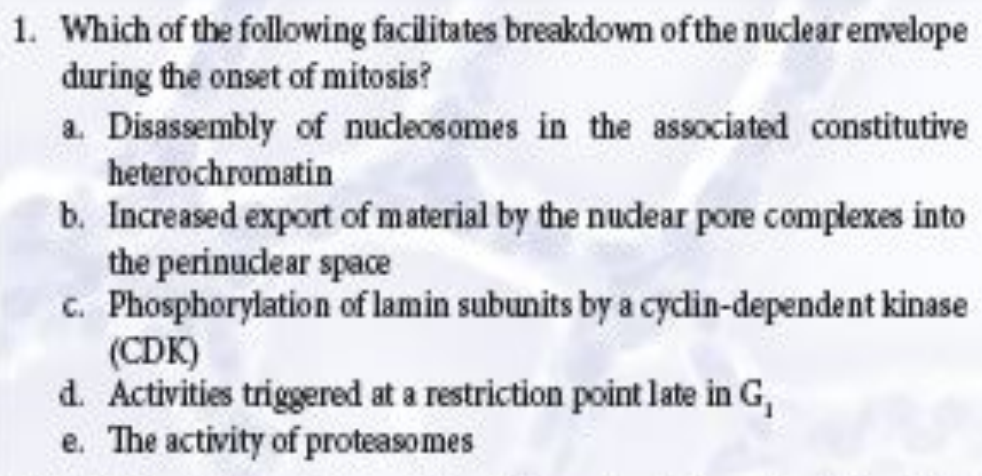 1. Which of the following facilitates breakdown of the nuclear envelope
during the onset of mitosis?
a. Disassembly of nucleosomes in the associated constitutive
heterochromatin
b. Increased export of material by the nuclear pore complexes into
the perinuclear space
c. Phosphorylation of lamin subunits by a cyclin-dependent kinase
(CDK)
d. Activities triggered at a restriction point late in G₁
e. The activity of proteasomes